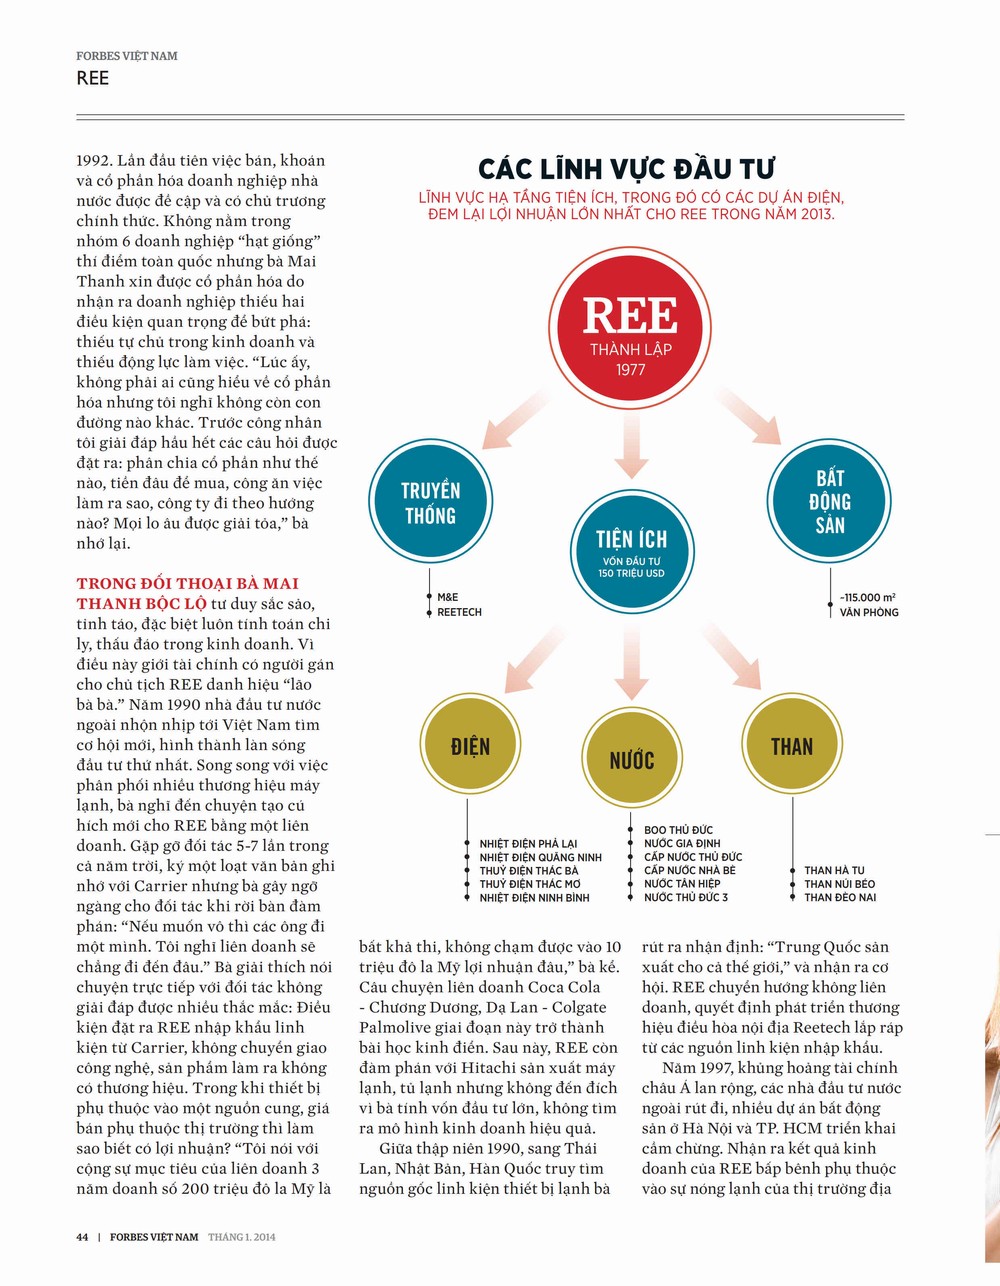 FORBES VIỆT NAM
REE
1992. Lần đầu tiên việc bán, khoán
và cổ phần hóa doanh nghiệp nhà
nước được đề cập và có chủ trương
chính thức. Không nằm trong
nhóm 6 doanh nghiệp “hạt giống”
thí điểm toàn quốc nhưng bà Mai
Thanh xin được cổ phần hóa do
nhận ra doanh nghiệp thiếu hai
điều kiện quan trọng để bứt phá:
thiếu tự chủ trong kinh doanh và
thiếu động lực làm việc. “Lúc ấy,
không phải ai cũng hiểu về cổ phần
hóa nhưng tôi nghĩ không còn con
đường nào khác. Trước công nhân
tôi giải đáp hầu hết các câu hỏi được
đặt ra: phân chia cổ phần như thế
nào, tiền đâu để mua, công ăn việc
làm ra sao, công ty đi theo hướng
nào? Mọi lo âu được giải tỏa,” bà
nhớ lại.
TRONG ĐỐI THOẠI BÀ MAI
THANH BỘC LỘ tư duy sắc sảo,
tỉnh táo, đặc biệt luôn tính toán chi
ly, thấu đáo trong kinh doanh. Vì
điều này giới tài chính có người gán
cho chủ tịch REE danh hiệu “lão
bà bà.” Năm 1990 nhà đầu tư nước
ngoài nhộn nhịp tới Việt Nam tìm
cơ hội mới, hình thành làn sóng
đầu tư thứ nhất. Song song với việc
phân phối nhiều thương hiệu máy
lạnh, bà nghĩ đến chuyện tạo cú
hích mới cho REE bằng một liên
doanh. Gặp gỡ đối tác 5-7 lần trong
cả năm trời, ký một loạt văn bản ghi
nhớ với Carrier nhưng bà gây ngỡ
ngàng cho đối tác khi rời bàn đàm
phán: “Nếu muốn vô thì các ông đi
một mình. Tôi nghĩ liên doanh sẽ
chẳng đi đến đâu.” Bà giải thích nói
chuyện trực tiếp với đối tác không
giải đáp được nhiều thắc mắc: Điều
kiện đặt ra REE nhập khẩu linh
kiện từ Carrier, không chuyển giao
công nghệ, sản phẩm làm ra không
có thương hiệu. Trong khi thiết bị
phụ thuộc vào một nguồn cung, giá
bán phụ thuộc thị trường thì làm
sao biết có lợi nhuận? “Tôi nói với
cộng sự mục tiêu của liên doanh 3
năm doanh số 200 triệu đô la Mỹ là
CÁC LĨNH VỰC ĐẦU TƯ
LĨNH VỰC HẠ TẦNG TIỆN ÍCH, TRONG ĐÓ CÓ CÁC DỰ ÁN ĐIỆN,
ĐEM LẠI LỢI NHUẬN LỚN NHẤT CHO REE TRONG NĂM 2013.
REE
THÀNH LẬP
1977
TRUYỀN
THỐNG
M&E
REETECH
TIỆN ÍCH
VỐN ĐẦU TƯ
150 TRIỆU USD
BẤT
ĐỘNG
SẢN
~115.000 m²
VĂN PHÒNG
ĐIỆN
NHIỆT ĐIỆN PHẢ LẠI
NHIỆT ĐIỆN QUẢNG NINH
THUỶ ĐIỆN THÁC BÀ
THUỶ ĐIỆN THÁC MƠ
NHIỆT ĐIỆN NINH BÌNH
NƯỚC
BOO THỦ ĐỨC
NƯỚC GIA ĐỊNH
CẤP NƯỚC THỦ ĐỨC
CẤP NƯỚC NHÀ BÈ
NƯỚC TÂN HIỆP
NƯỚC THỦ ĐỨC 3
THAN
THAN HÀ TU
THAN NÚI BÉO
THAN ĐÈO NAI
bất khả thi, không chạm được vào 10
triệu đô la Mỹ lợi nhuận đâu,” bà kể.
Câu chuyện liên doanh Coca Cola
- Chương Dương, Dạ Lan - Colgate
Palmolive giai đoạn này trở thành
bài học kinh điển. Sau này, REE còn
đàm phán với Hitachi sản xuất máy
lạnh, tủ lạnh nhưng không đến đích
vì bà tính vốn đầu tư lớn, không tìm
ra mô hình kinh doanh hiệu quả.
Giữa thập niên 1990, sang Thái
Lan, Nhật Bản, Hàn Quốc truy tìm
nguồn gốc linh kiện thiết bị lạnh bà
rút ra nhận định: “Trung Quốc sản
xuất cho cả thế giới,” và nhận ra cơ
hội. REE chuyển hướng không liên
doanh, quyết định phát triển thương
hiệu điều hòa nội địa Reetech lắp ráp
từ các nguồn linh kiện nhập khẩu.
Năm 1997, khủng hoảng tài chính
châu Á lan rộng, các nhà đầu tư nước
ngoài rút đi, nhiều dự án bất động
sản ở Hà Nội và TP. HCM triển khai
cầm chừng. Nhận ra kết quả kinh
doanh của REE bấp bênh phụ thuộc
vào sự nóng lạnh của thị trường địa
44 | FORBES VIỆT NAM THÁNG 1. 2014